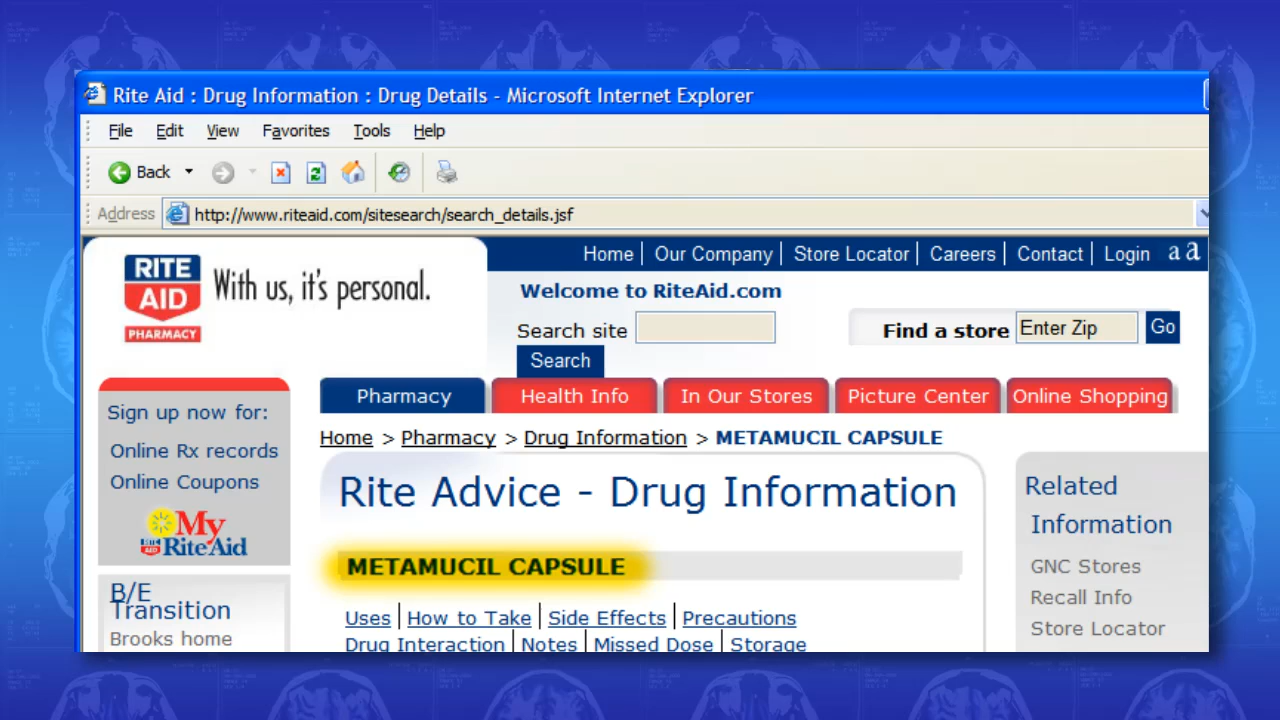 Rite Aid : Drug Information : Drug Details - Microsoft Internet Explorer
File Edit View Favorites Tools Help
Back
Address http://www.riteaid.com/sitesearch/search_details.jsf
Home | Our Company | Store Locator | Careers | Contact | Login a a
RITE AID PHARMACY
With us, it's personal.
Welcome to RiteAid.com
Search site
Find a store Enter Zip Go
Search
Pharmacy Health Info In Our Stores Picture Center Online Shopping
Sign up now for:
Online Rx records
Online Coupons
My
RITE AID RiteAid
B/E
Transition
Brooks home
Home > Pharmacy > Drug Information > METAMUCIL CAPSULE
Rite Advice - Drug Information
METAMUCIL CAPSULE
Uses | How to Take | Side Effects | Precautions
Drug Interaction | Notes | Missed Dose | Storage
Related
Information
GNC Stores
Recall Info
Store Locator